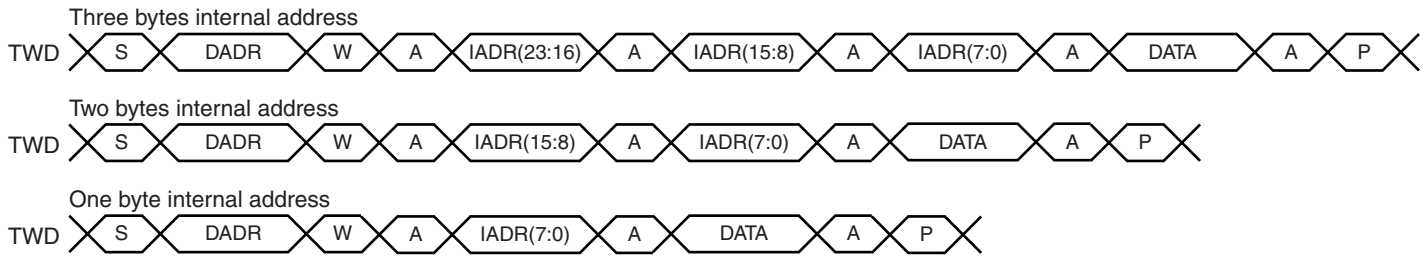 Three bytes internal address
TWD S DADR W A IADR(23:16) A IADR(15:8) A IADR(7:0) A DATA A P
Two bytes internal address
TWD S DADR W A IADR(15:8) A IADR(7:0) A DATA A P
One byte internal address
TWD S DADR W A IADR(7:0) A DATA A P